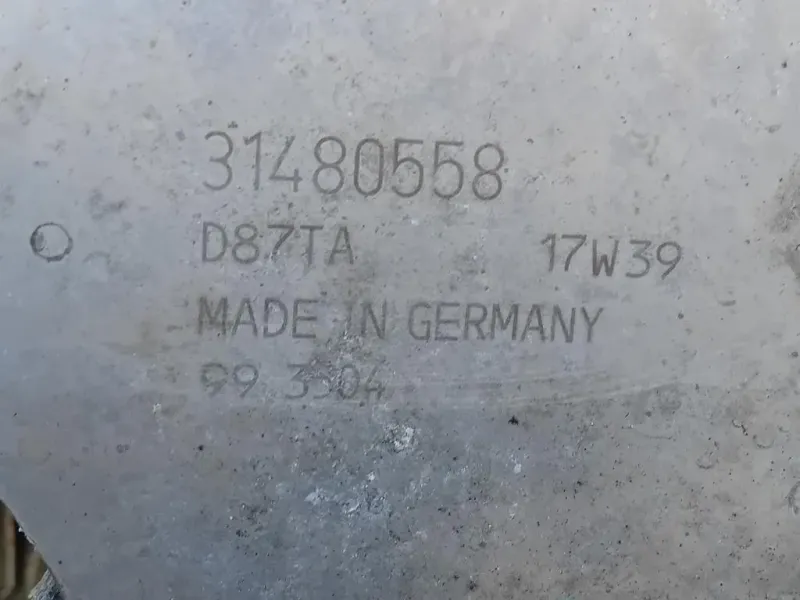 31480558
D87TA 17W39
MADE IN GERMANY
99 3504